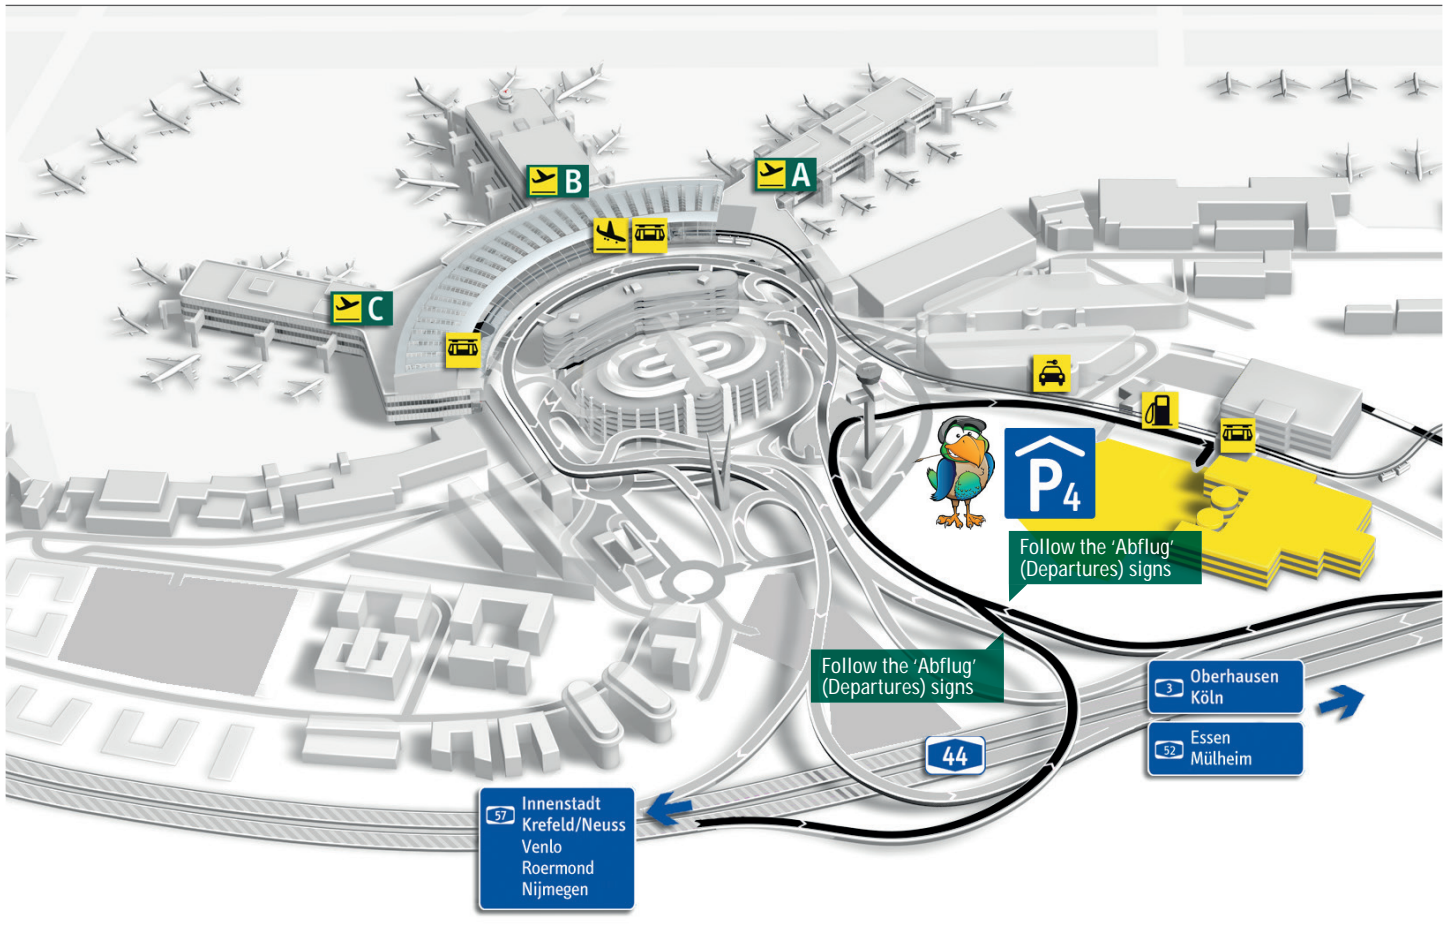 B
A
C
P4
Follow the 'Abflug'
(Departures) signs
Follow the 'Abflug'
(Departures) signs
3
Oberhausen
Köln
52
Essen
Mülheim
44
57
Innenstadt
Krefeld/Neuss
Venlo
Roermond
Nijmegen